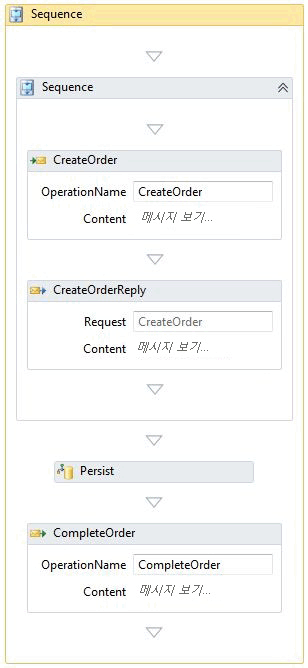 Sequence
Sequence
CreateOrder
OperationName CreateOrder
Content 메시지 보기...
CreateOrderReply
Request CreateOrder
Content 메시지 보기...
Persist
CompleteOrder
OperationName CompleteOrder
Content 메시지 보기...